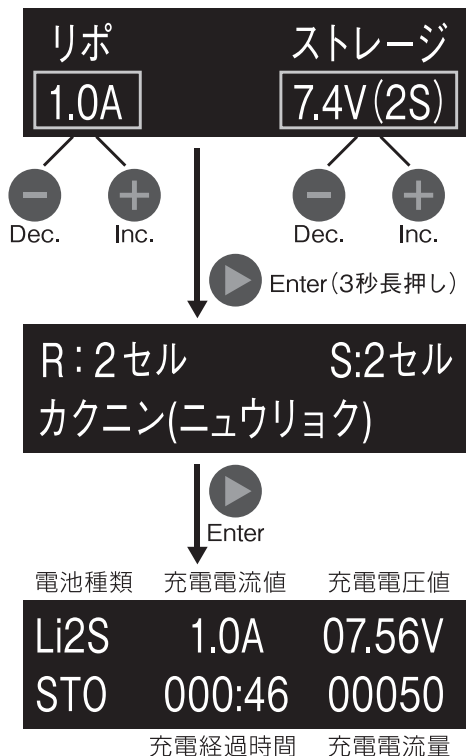 リポ ストレージ
1.0A 7.4V(2S)
Dec. Inc. Dec. Inc.
Enter(3秒長押し)
R:2セル S:2セル
カクニン(ニュウリョク)
Enter
電池種類 充電電流値 充電電圧値
Li2S 1.0A 07.56V
STO 000:46 00050
充電経過時間 充電電流量